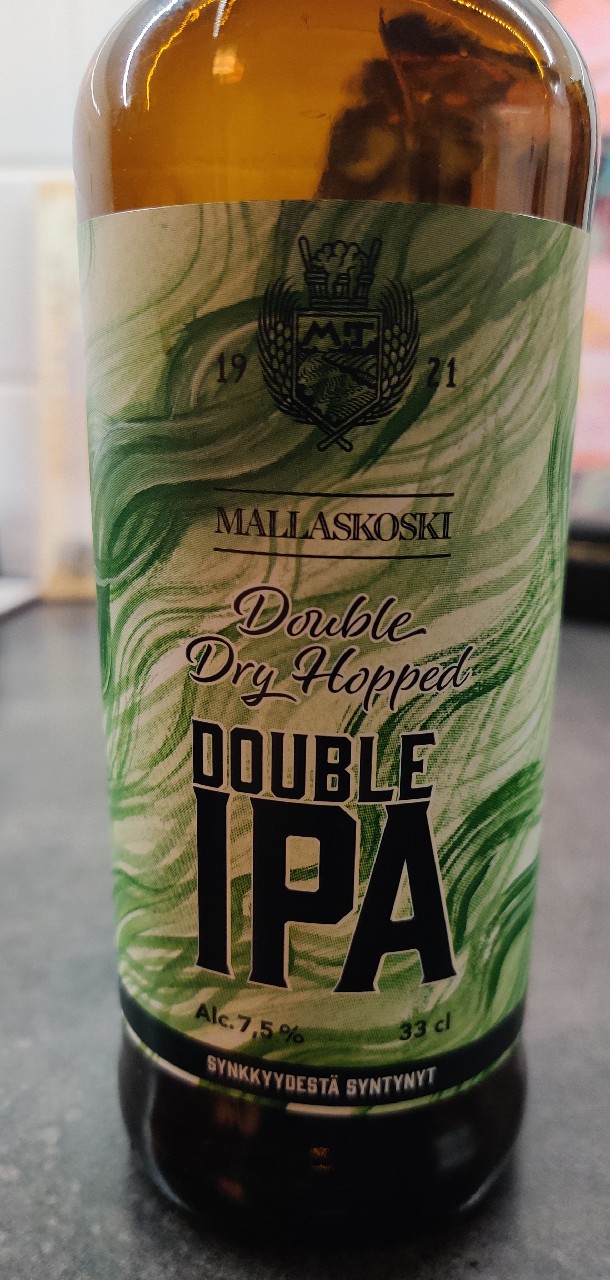 M.T
19 21
MALLASKOSKI
Double
Dry Hopped
DOUBLE
IPA
Alc.7,5% 33 cl
SYNKKYYDESTÄ SYNTYNYT